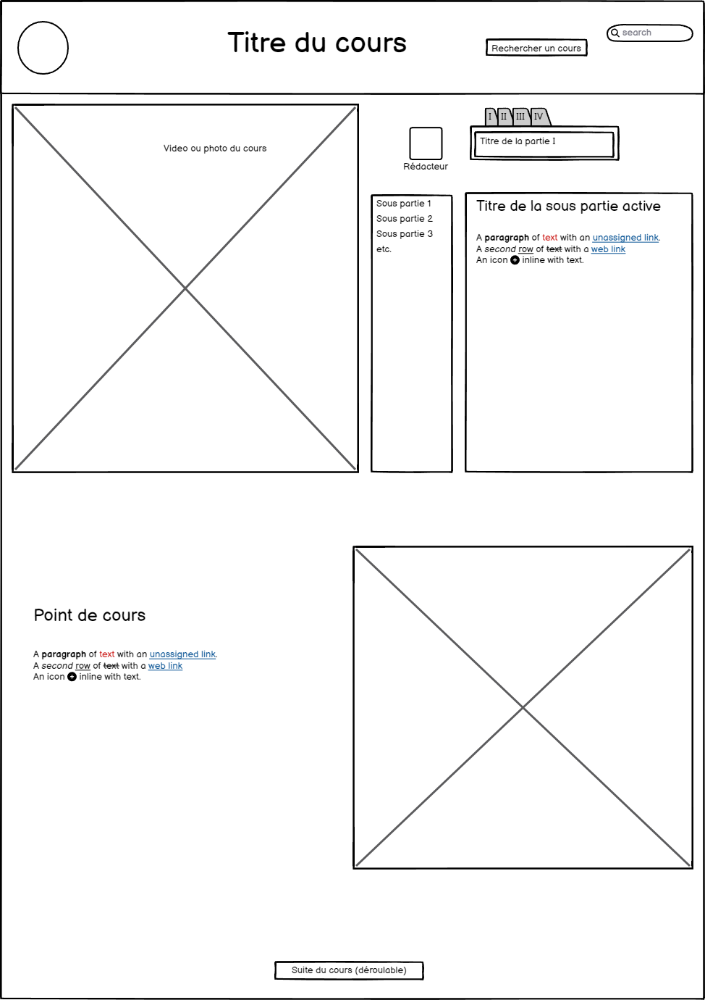 Titre du cours
Rechercher un cours
search
Video ou photo du cours
Rédacteur
I II III IV
Titre de la partie I
Sous partie 1
Sous partie 2
Sous partie 3
etc.
Titre de la sous partie active
A paragraph of text with an unassigned link.
A second row of text with a web link
An icon inline with text.
Point de cours
A paragraph of text with an unassigned link.
A second row of text with a web link
An icon inline with text.
Suite du cours (déroulable)